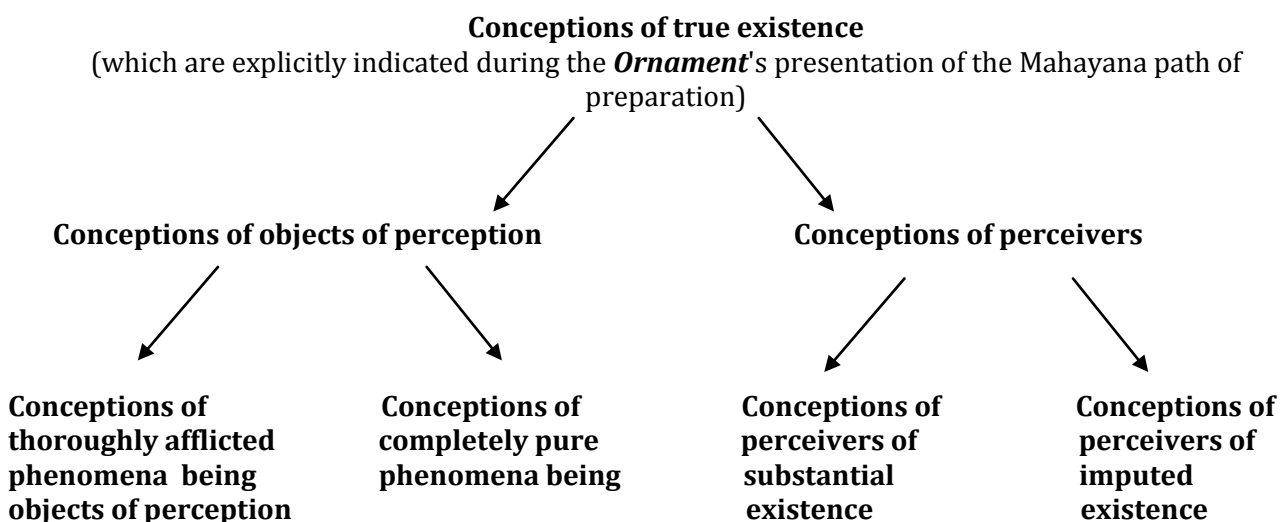 Conceptions of true existence
(which are explicitly indicated during the Ornament's presentation of the Mahayana path of
preparation)
Conceptions of objects of perception
Conceptions of perceivers
Conceptions of
thoroughly afflicted
phenomena being
objects of perception
Conceptions of
completely pure
phenomena being
Conceptions of
perceivers of
substantial
existence
Conceptions of
perceivers of
imputed
existence